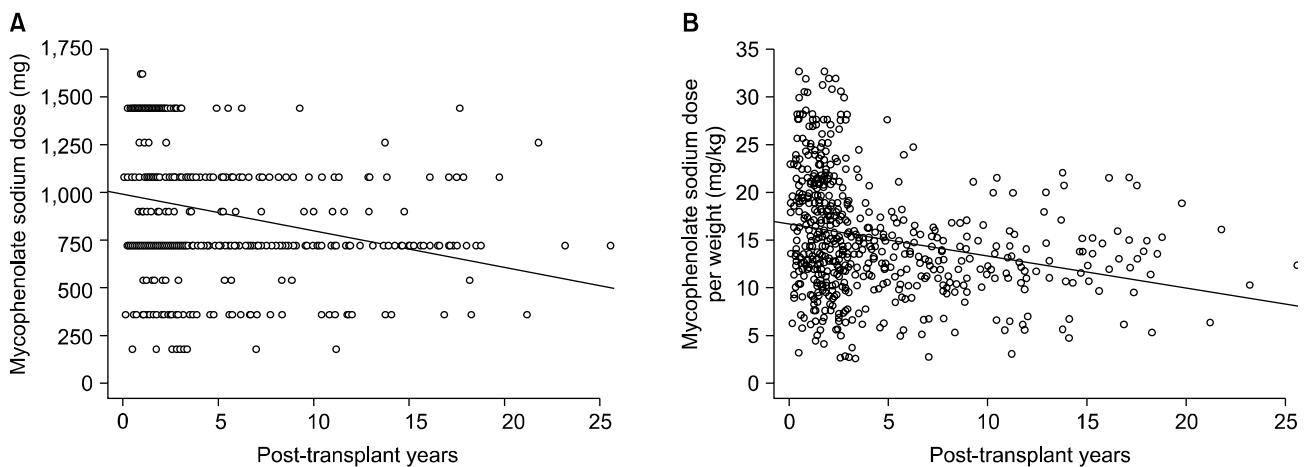 A
Mycophenolate sodium dose (mg)
1,750
1,500
1,250
1,000
750
500
250
0
0 5 10 15 20 25
Post-transplant years
B
Mycophenolate sodium dose
per weight (mg/kg)
35
30
25
20
15
10
5
0
0 5 10 15 20 25
Post-transplant years